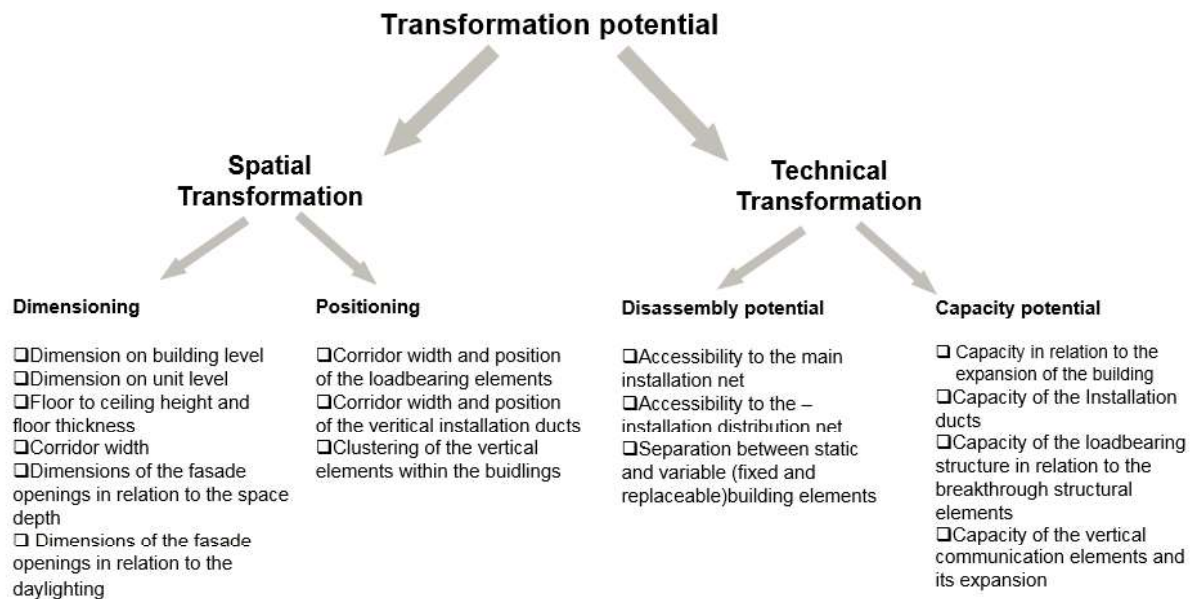 Transformation potential
Spatial
Transformation
Technical
Transformation
Dimensioning
❑Dimension on building level
❑Dimension on unit level
❑Floor to ceiling height and
floor thickness
❑Corridor width
❑Dimensions of the fasade
openings in relation to the space
depth
❑ Dimensions of the fasade
openings in relation to the
daylighting
Positioning
❑Corridor width and position
of the loadbearing elements
❑Corridor width and position
of the veritical installation ducts
❑Clustering of the vertical
elements within the buidlings
Disassembly potential
❑Accessibility to the main
installation net
❑Accessibility to the –
installation distribution net
❑Separation between static
and variable (fixed and
replaceable)building elements
Capacity potential
❑ Capacity in relation to the
expansion of the building
❑Capacity of the Installation
ducts
❑Capacity of the loadbearing
structure in relation to the
breakthrough structural
elements
❑Capacity of the vertical
communication elements and
its expansion